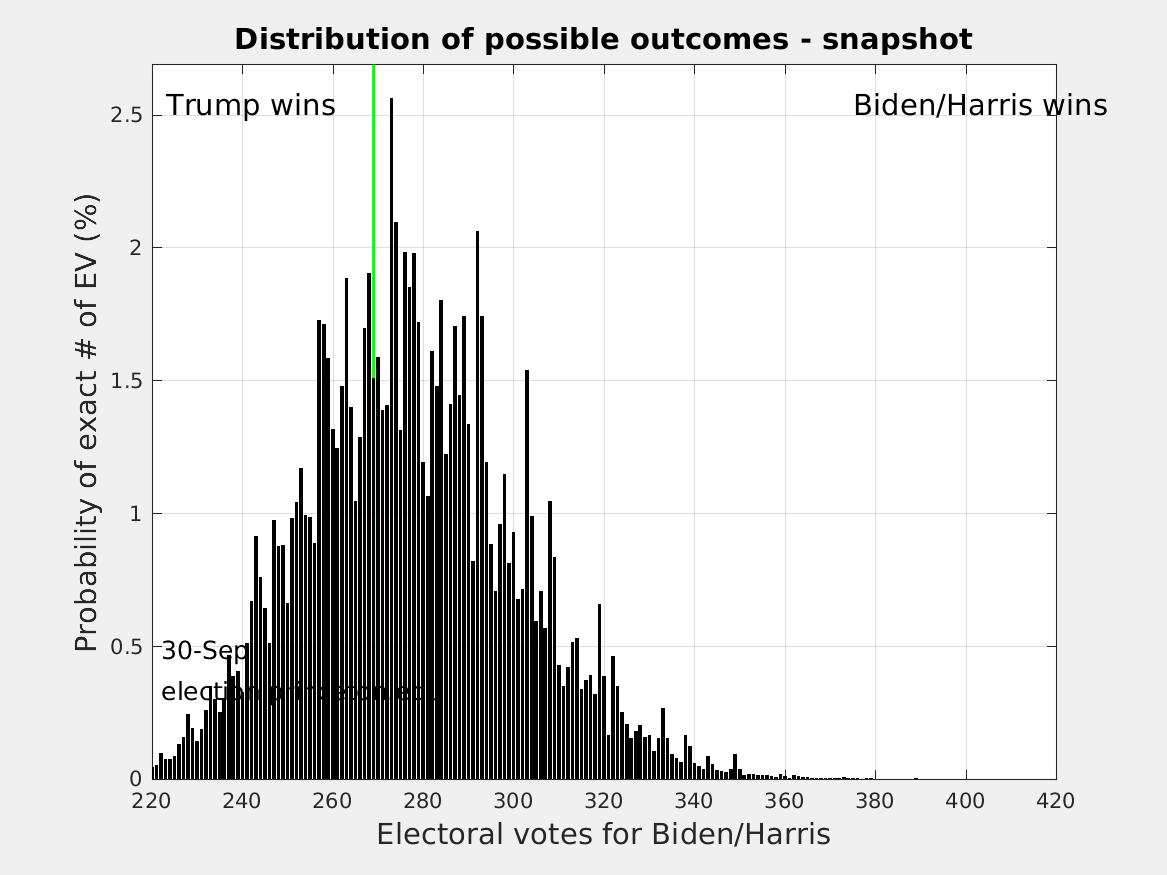 Distribution of possible outcomes - snapshot
Trump wins
Biden/Harris wins
Probability of exact # of EV (%)
2.5
2
1.5
1
0.5
0
30-Sep
220 240 260 280 300 320 340 360 380 400 420
Electoral votes for Biden/Harris